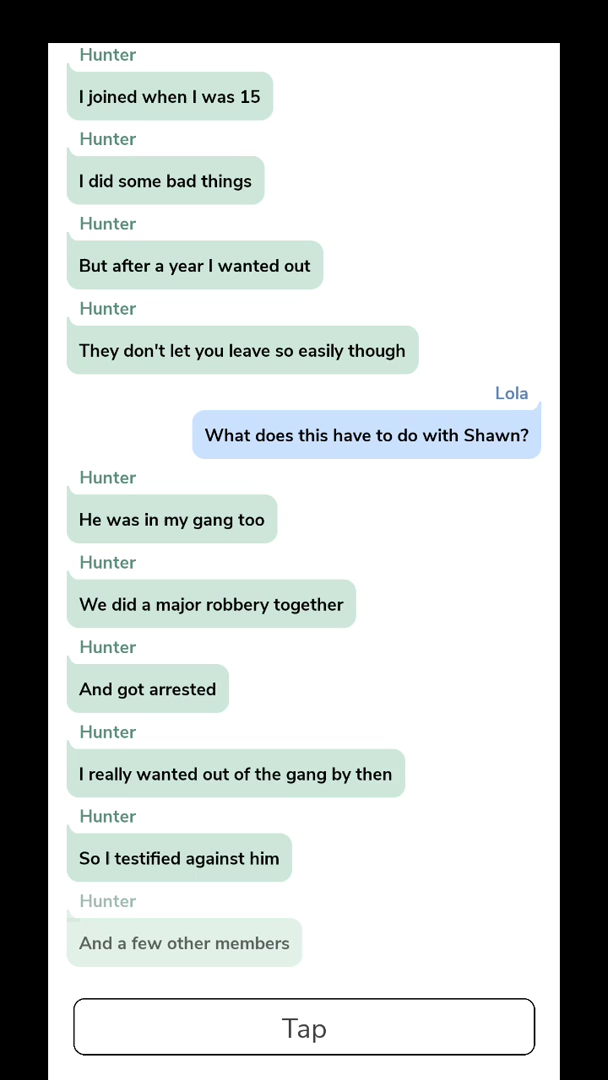 Hunter
I joined when I was 15
Hunter
I did some bad things
Hunter
But after a year I wanted out
Hunter
They don't let you leave so easily though
Lola
What does this have to do with Shawn?
Hunter
He was in my gang too
Hunter
We did a major robbery together
Hunter
And got arrested
Hunter
I really wanted out of the gang by then
Hunter
So I testified against him
Hunter
And a few other members
Tap